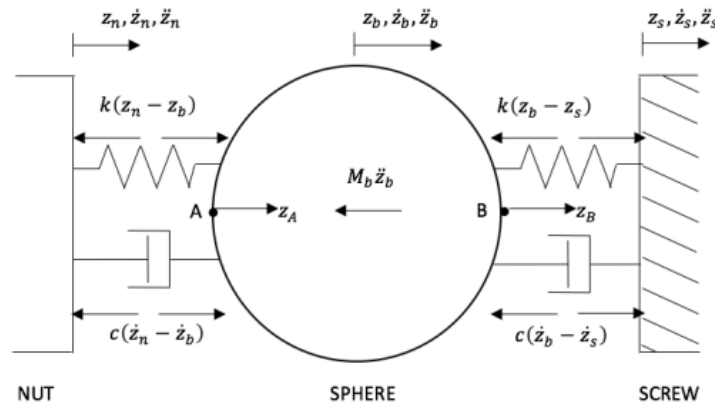 z_n, ż_n, z̈_n
z_b, ż_b, z̈_b
z_s, ż_s, z̈_s
k(z_n − z_b)
k(z_b − z_s)
M_b z̈_b
A
z_A
B
z_B
c(ż_n − ż_b)
c(ż_b − ż_s)
NUT
SPHERE
SCREW